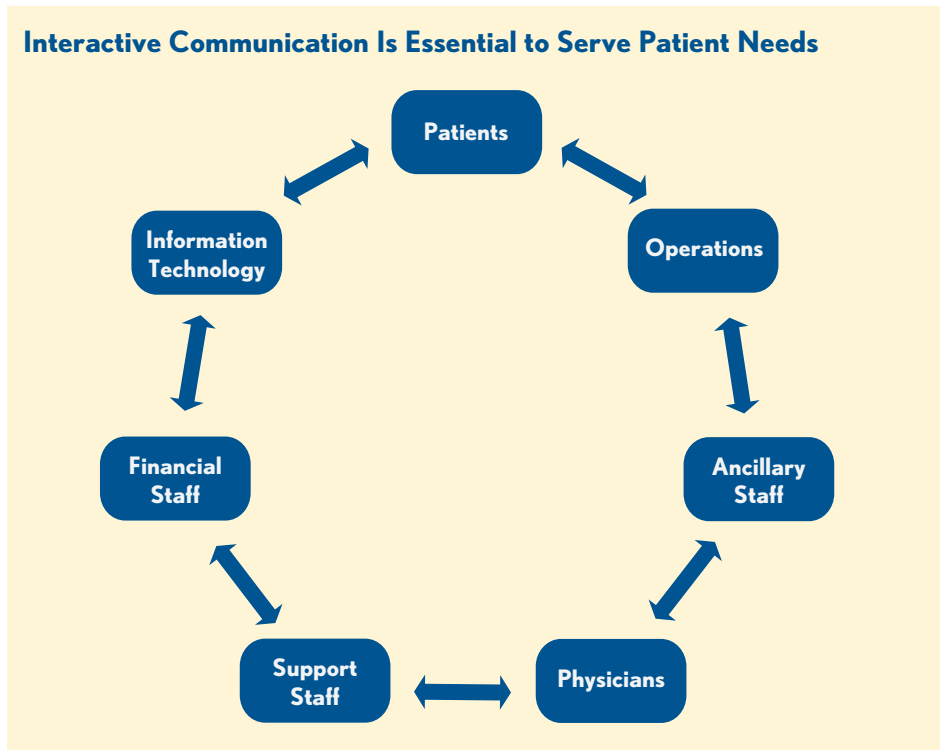 Interactive Communication Is Essential to Serve Patient Needs
Patients
Operations
Ancillary
Staff
Physicians
Support
Staff
Financial
Staff
Information
Technology